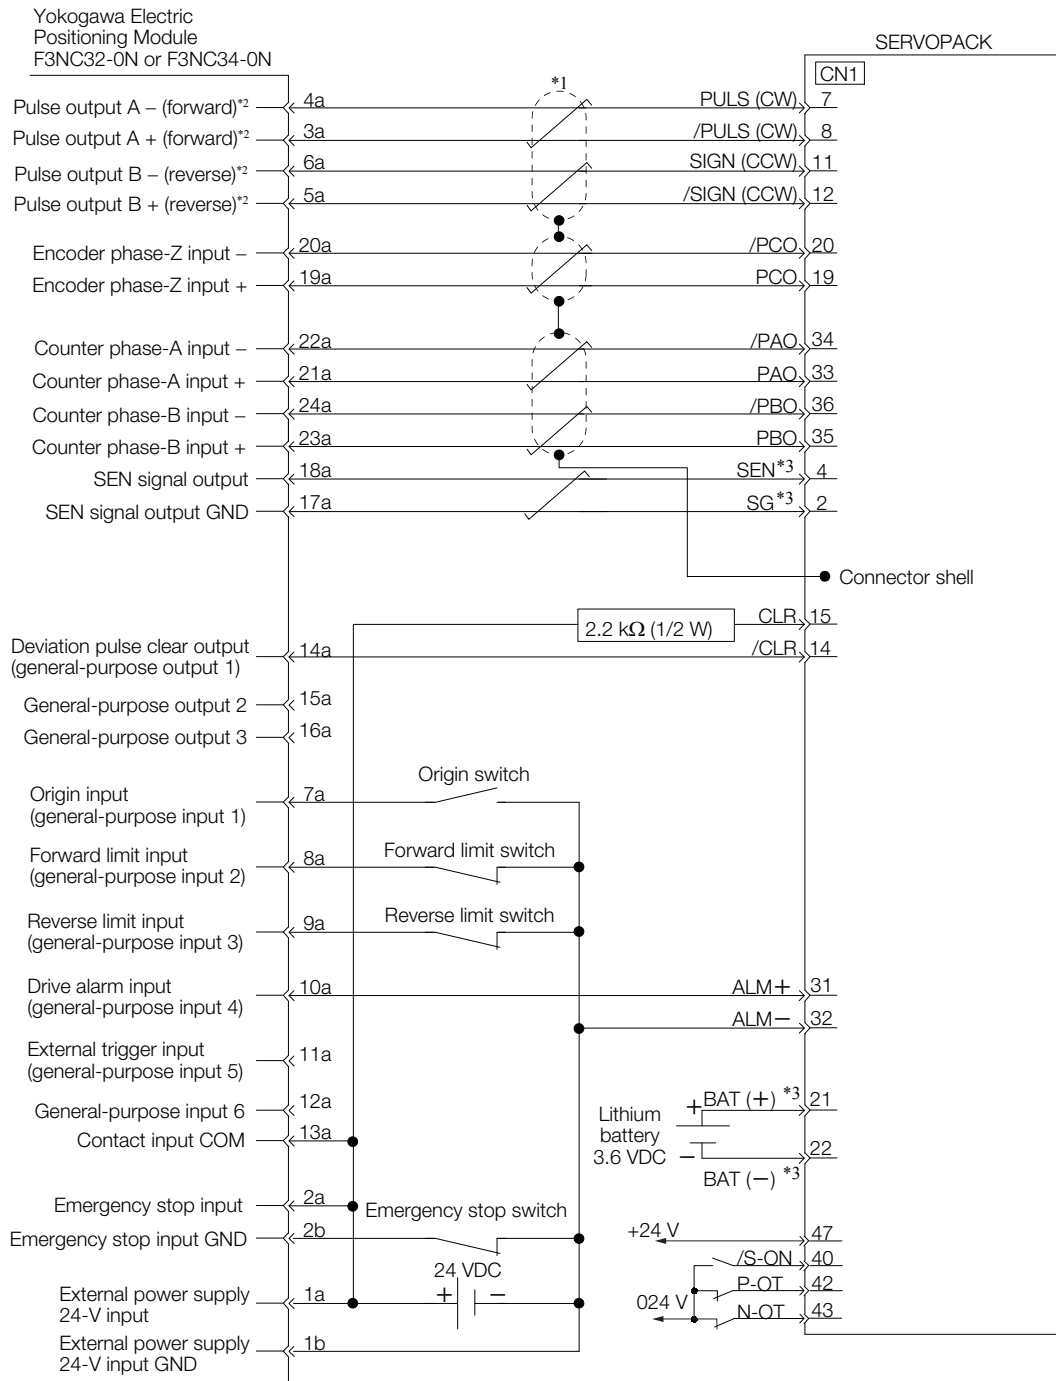 Yokogawa Electric
Positioning Module
F3NC32-0N or F3NC34-0N
SERVOPACK
CN1
*1
Pulse output A – (forward)*2 4a PULS (CW) 7
Pulse output A + (forward)*2 3a /PULS (CW) 8
Pulse output B – (reverse)*2 6a SIGN (CCW) 11
Pulse output B + (reverse)*2 5a /SIGN (CCW) 12
Encoder phase-Z input – 20a /PCO 20
Encoder phase-Z input + 19a PCO 19
Counter phase-A input – 22a /PAO 34
Counter phase-A input + 21a PAO 33
Counter phase-B input – 24a /PBO 36
Counter phase-B input + 23a PBO 35
SEN signal output 18a SEN*3 4
SEN signal output GND 17a SG*3 2
Connector shell
2.2 kΩ (1/2 W) CLR 15
Deviation pulse clear output
(general-purpose output 1) 14a /CLR 14
General-purpose output 2 15a
General-purpose output 3 16a
Origin switch
Origin input
(general-purpose input 1) 7a
Forward limit switch
Forward limit input
(general-purpose input 2) 8a
Reverse limit switch
Reverse limit input
(general-purpose input 3) 9a
Drive alarm input
(general-purpose input 4) 10a ALM+ 31
ALM− 32
External trigger input
(general-purpose input 5) 11a
General-purpose input 6 12a
Contact input COM 13a
Lithium
battery
3.6 VDC
+ BAT (+) *3 21
− 22
BAT (−) *3
Emergency stop input 2a
Emergency stop switch
Emergency stop input GND 2b
+24 V 47
/S-ON 40
P-OT 42
024 V N-OT 43
24 VDC
+ −
External power supply
24-V input 1a
External power supply
24-V input GND 1b